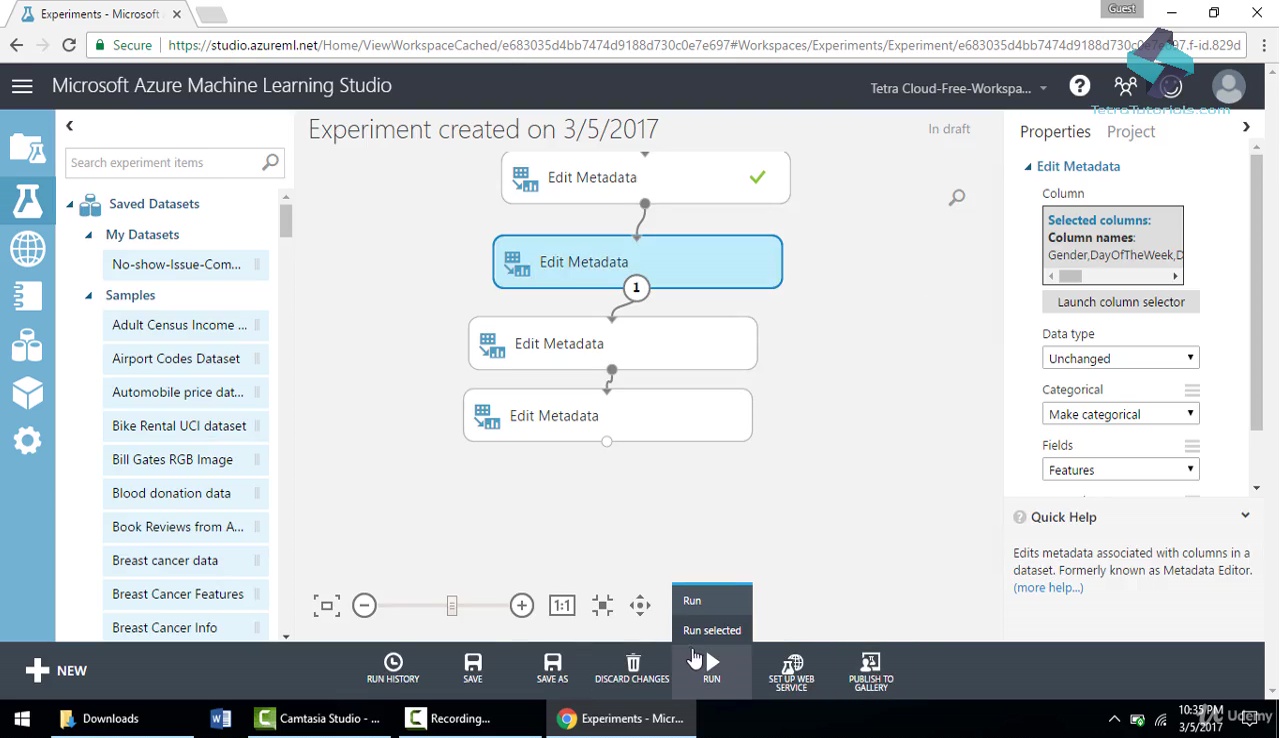 Experiments - Microsoft
Guest
Secure
https://studio.azureml.net/Home/ViewWorkspaceCached/e683035d4bb7474d9188d730c0e7e697#Workspaces/Experiments/Experiment/e683035d4bb7474d9188d730c0e7e697.f-id.829d
Microsoft Azure Machine Learning Studio
Tetra Cloud-Free-Workspa...
TetraTutorials.com
Search experiment items
Saved Datasets
My Datasets
No-show-Issue-Com...
Samples
Adult Census Income ...
Airport Codes Dataset
Automobile price dat...
Bike Rental UCI dataset
Bill Gates RGB Image
Blood donation data
Book Reviews from A...
Breast cancer data
Breast Cancer Features
Breast Cancer Info
Experiment created on 3/5/2017
In draft
Edit Metadata
Edit Metadata
1
Edit Metadata
Edit Metadata
1:1
Run
Run selected
Properties
Project
Edit Metadata
Column
Selected columns:
Column names:
Gender,DayOfTheWeek,D
Launch column selector
Data type
Unchanged
Categorical
Make categorical
Fields
Features
Quick Help
Edits metadata associated with columns in a
dataset. Formerly known as Metadata Editor.
(more help...)
NEW
RUN HISTORY
SAVE
SAVE AS
DISCARD CHANGES
RUN
SET UP WEB
SERVICE
PUBLISH TO
GALLERY
Downloads
Camtasia Studio - ...
Recording...
Experiments - Micr...
10:35 PM
3/5/2017
Udemy